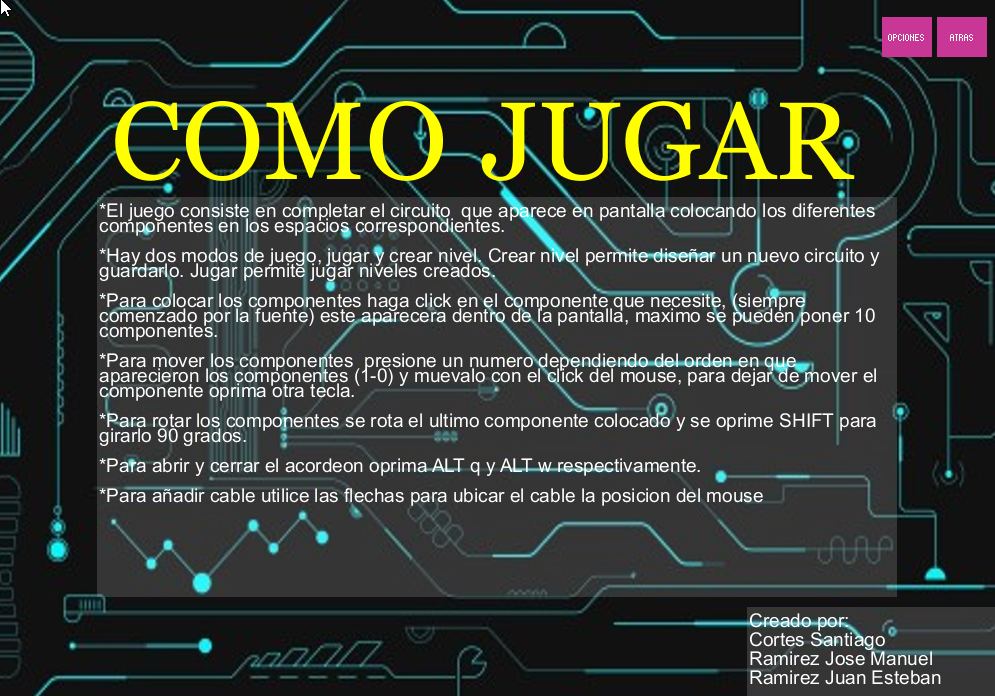 OPCIONES ATRAS
COMO JUGAR
*El juego consiste en completar el circuito  que aparece en pantalla colocando los diferentes
componentes en los espacios correspondientes.
*Hay dos modos de juego, jugar y crear nivel. Crear nivel permite diseñar un nuevo circuito y
guardarlo. Jugar permite jugar niveles creados.
*Para colocar los componentes haga click en el componente que necesite, (siempre
comenzado por la fuente) este aparecera dentro de la pantalla, maximo se pueden poner 10
componentes.
*Para mover los componentes  presione un numero dependiendo del orden en que
aparecieron los componentes (1-0) y muevalo con el click del mouse, para dejar de mover el
componente oprima otra tecla.
*Para rotar los componentes se rota el ultimo componente colocado y se oprime SHIFT para
girarlo 90 grados.
*Para abrir y cerrar el acordeon oprima ALT q y ALT w respectivamente.
*Para añadir cable utilice las flechas para ubicar el cable la posicion del mouse
Creado por:
Cortes Santiago
Ramirez Jose Manuel
Ramirez Juan Esteban